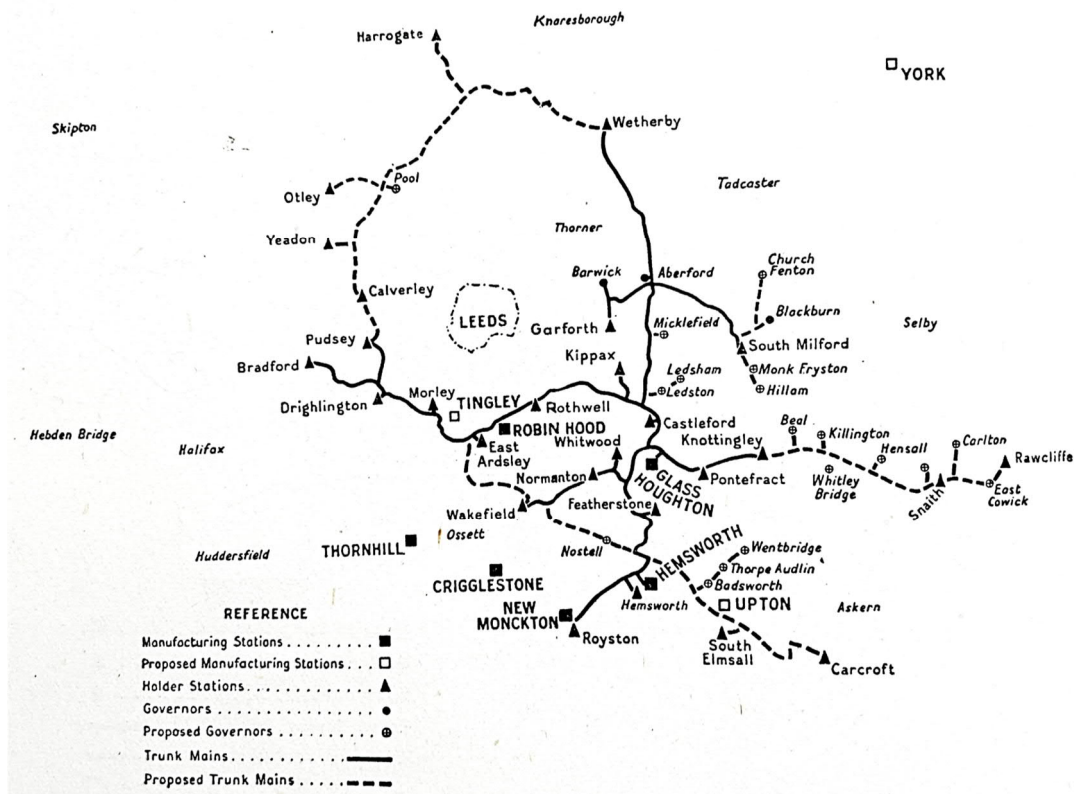 Knaresborough
Harrogate
YORK
Skipton
Wetherby
Tadcaster
Pool
Otley
Thorner
Yeadon
Church
Fenton
Barwick
Aberford
Calverley
Blackburn
LEEDS
Garforth
Micklefield
Selby
Pudsey
South Milford
Kippax
Bradford
Ledsham
Monk Fryston
Ledston
Hillam
Morley
Drighlington
TINGLEY
Rothwell
Castleford
Beal
Hebden Bridge
ROBIN HOOD
Killington
Halifax
East
Ardsley
Whitwood
Knottingley
Hensall
Carlton
Rawcliffe
Normanton
GLASS
HOUGHTON
Pontefract
Whitley
Bridge
East
Cowick
Snaith
Featherstone
Wakefield
Ossett
Huddersfield
THORNHILL
Nostell
HEMSWORTH
Wentbridge
Thorpe Audlin
CRIGGLESTONE
Badsworth
NEW
MONCKTON
Hemsworth
UPTON
Askern
Royston
South
Elmsall
Carcroft
REFERENCE
Manufacturing Stations ........
Proposed Manufacturing Stations ...
Holder Stations ............
Governors ...............
Proposed Governors .........
Trunk Mains ............
Proposed Trunk Mains .....